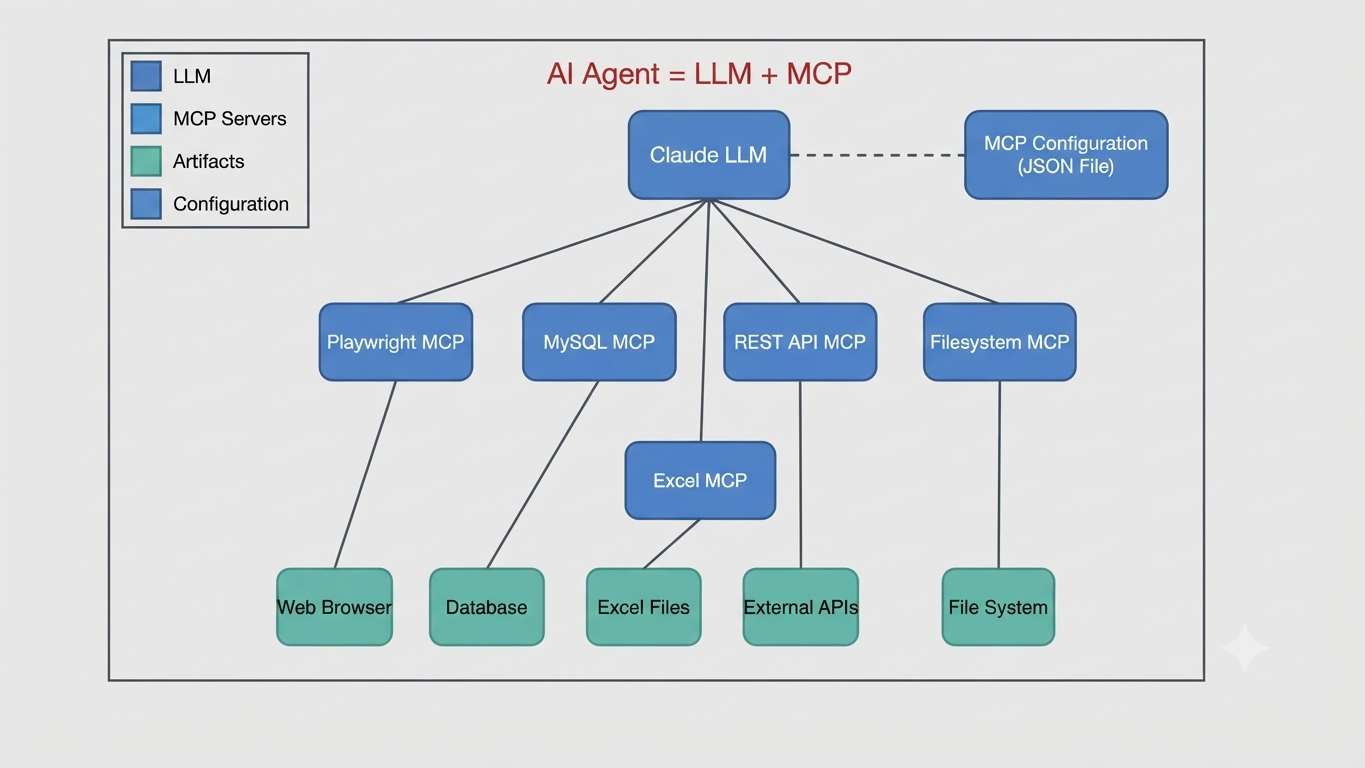 AI Agent = LLM + MCP
LLM
MCP Servers
Artifacts
Configuration
Claude LLM
MCP Configuration
(JSON File)
Playwright MCP
MySQL MCP
REST API MCP
Filesystem MCP
Excel MCP
Web Browser
Database
Excel Files
External APIs
File System